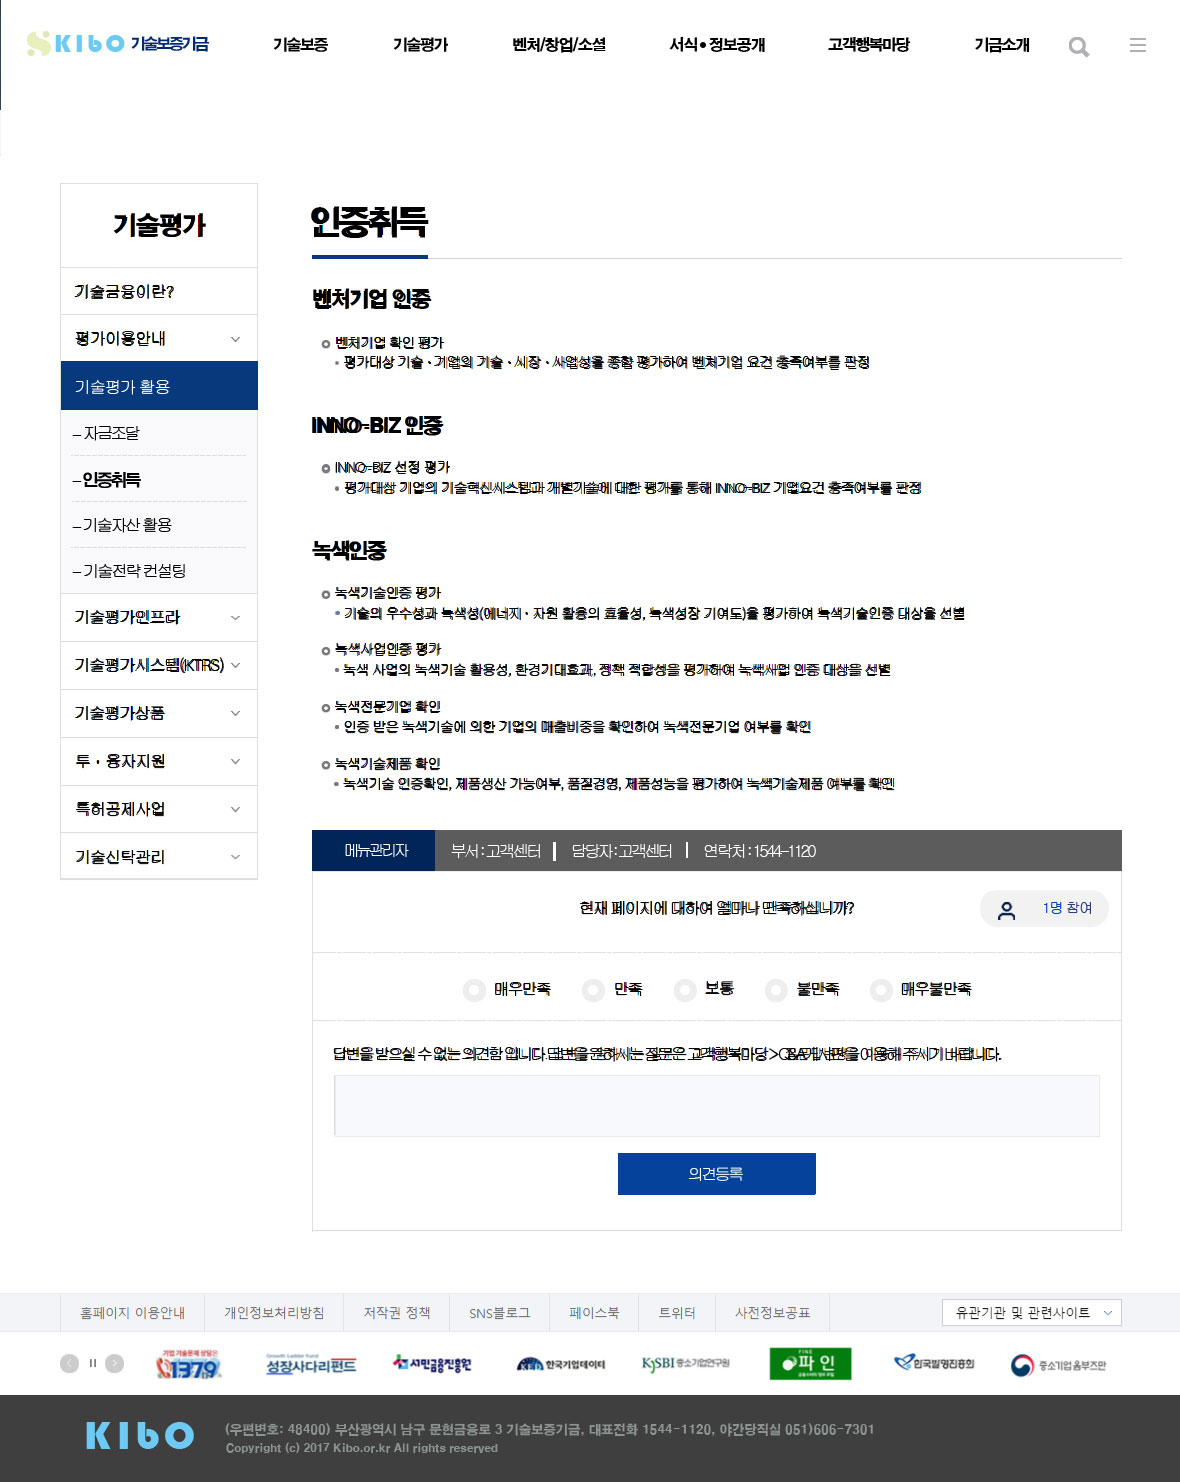 KIBO 기술보증기금
기술보증 기술평가 벤처/창업/소셜 서식•정보공개 고객행복마당 기금소개
기술평가
기술금융이란?
평가이용안내
기술평가 활용
– 자금조달
– 인증취득
– 기술자산 활용
– 기술전략 컨설팅
기술평가인프라
기술평가시스템(KTRS)
기술평가상품
투 · 융자지원
특허공제사업
기술신탁관리
인증취득
벤처기업 인증
벤처기업 확인 평가
평가대상 기술 · 기업의 기술 · 시장 · 사업성을 종합 평가하여 벤처기업 요건 충족여부를 판정
INNO-BIZ 인증
INNO-BIZ 선정 평가
평가대상 기업의 기술혁신시스템과 개별기술에 대한 평가를 통해 INNO-BIZ 기업요건 충족여부를 판정
녹색인증
녹색기술인증 평가
기술의 우수성과 녹색성(에너지 · 자원 활용의 효율성, 녹색성장 기여도)을 평가하여 녹색기술인증 대상을 선별
녹색사업인증 평가
녹색 사업의 녹색기술 활용성, 환경기대효과, 정책 적합성을 평가하여 녹색사업 인증 대상을 선별
녹색전문기업 확인
인증 받은 녹색기술에 의한 기업의 매출비중을 확인하여 녹색전문기업 여부를 확인
녹색기술제품 확인
녹색기술 인증확인, 제품생산 가능여부, 품질경영, 제품성능을 평가하여 녹색기술제품 여부를 확인
메뉴관리자 부서 : 고객센터 담당자 : 고객센터 연락처 : 1544-1120
현재 페이지에 대하여 얼마나 만족하십니까?
1명 참여
매우만족 만족 보통 불만족 매우불만족
답변을 받으실 수 없는 의견함 입니다. 답변을 원하시는 질문은 고객행복마당 > Q&A게시판을 이용해 주시기 바랍니다.
의견등록
홈페이지 이용안내 개인정보처리방침 저작권 정책 SNS블로그 페이스북 트위터 사전정보공표 유관기관 및 관련사이트
기업 기술문제 상담은
1379
Growth Ladder Fund
성장사다리펀드
서민금융진흥원
한국기업데이터
KOSBI 중소기업연구원
FINE
파인
한국발명진흥회
중소기업옴부즈만
KIBO
(우편번호: 48400) 부산광역시 남구 문현금융로 3 기술보증기금, 대표전화 1544-1120, 야간당직실 051)606-7301
Copyright (c) 2017 Kibo.or.kr All rights reserved